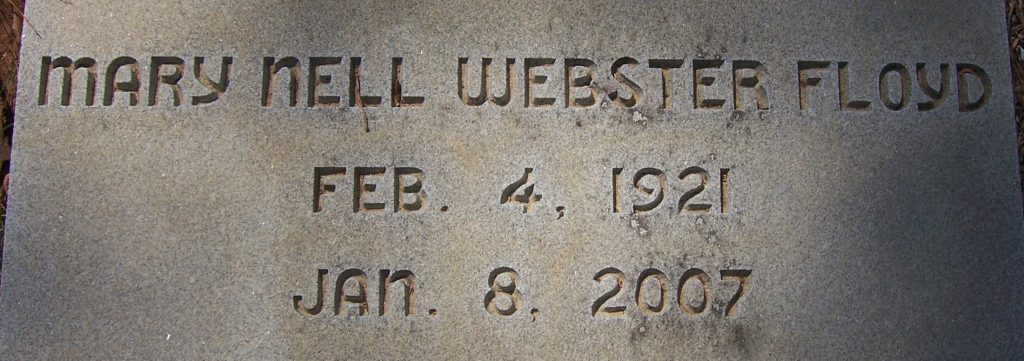 MARY NELL WEBSTER FLOYD
FEB. 4, 1921
JAN. 8, 2007